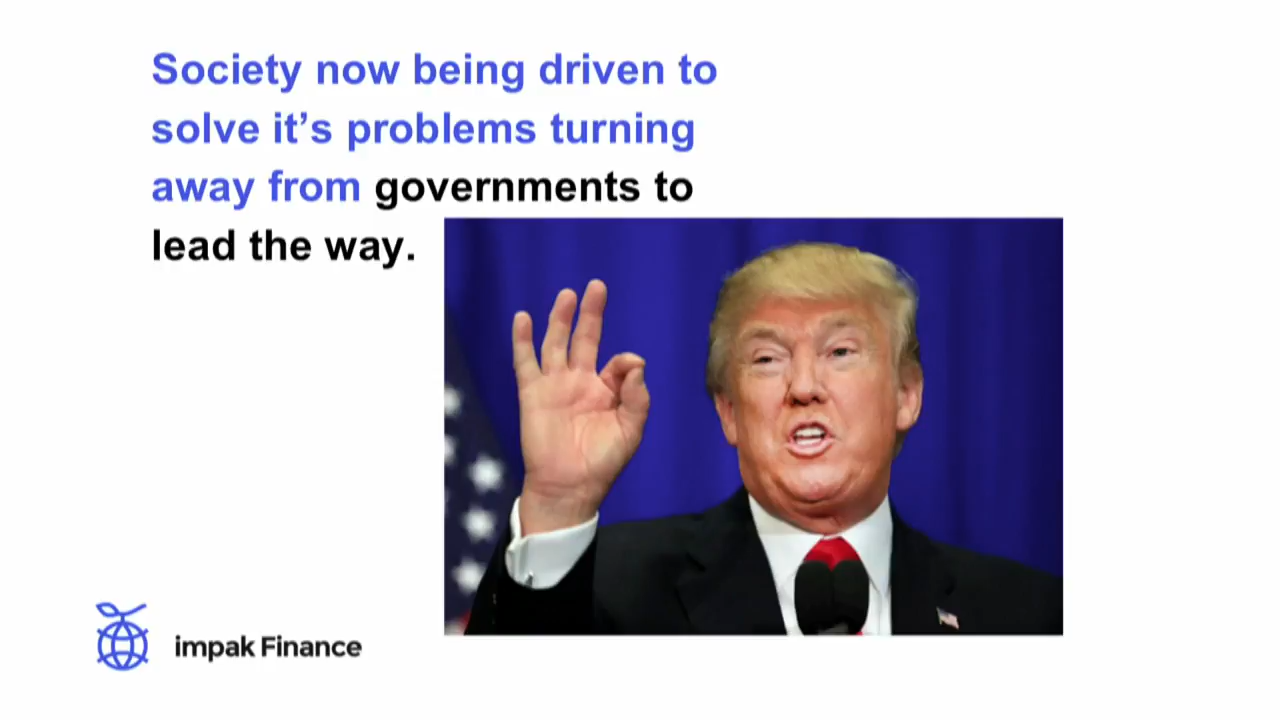 Society now being driven to
solve it’s problems turning
away from governments to
lead the way.
impak Finance